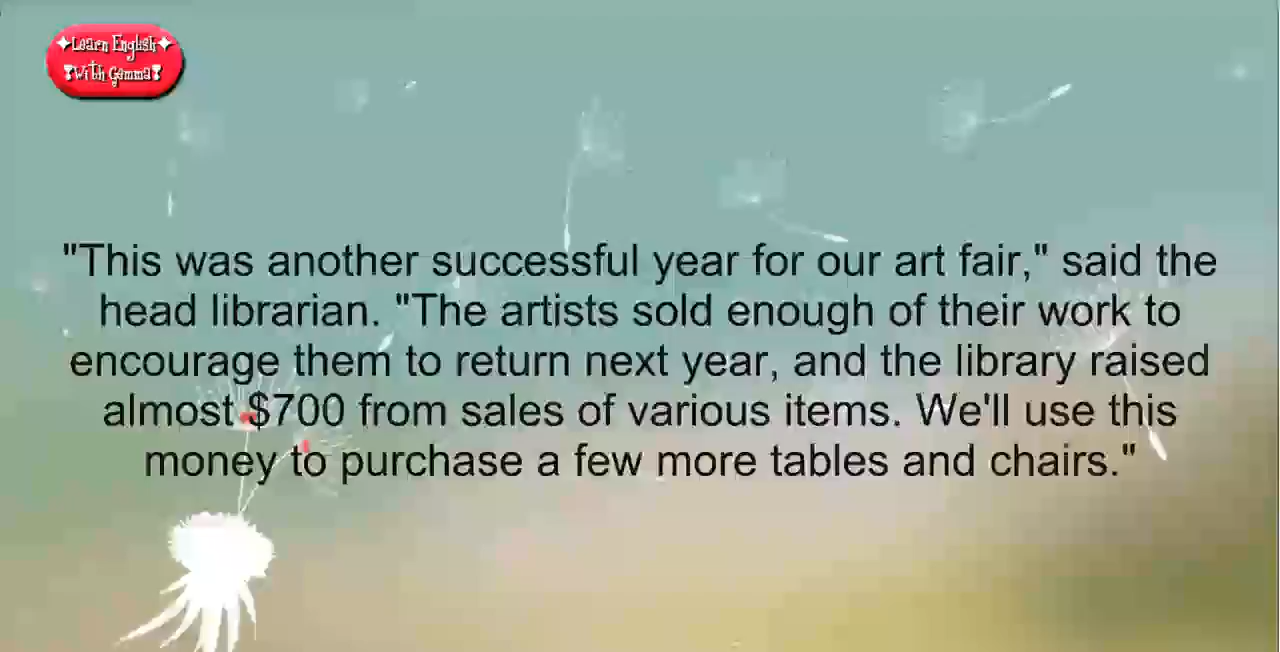 ✦Learn English✦
❣With Gamma❣
"This was another successful year for our art fair," said the
head librarian. "The artists sold enough of their work to
encourage them to return next year, and the library raised
almost $700 from sales of various items. We'll use this
money to purchase a few more tables and chairs."